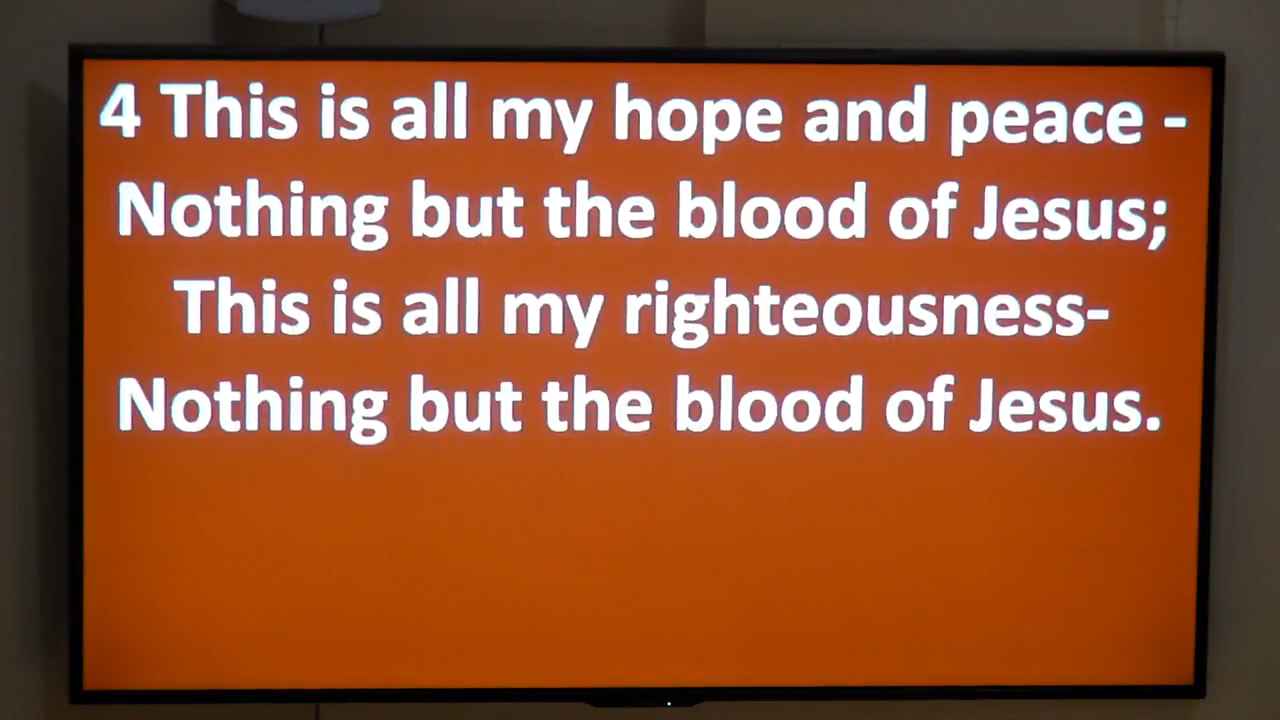 4 This is all my hope and peace -
Nothing but the blood of Jesus;
This is all my righteousness-
Nothing but the blood of Jesus.